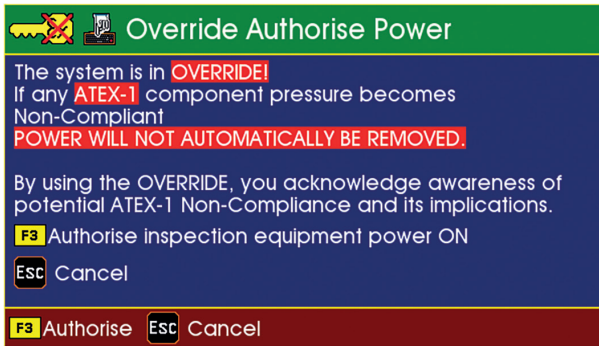 Override Authorise Power
The system is in OVERRIDE!
If any ATEX-1 component pressure becomes
Non-Compliant
POWER WILL NOT AUTOMATICALLY BE REMOVED.
By using the OVERRIDE, you acknowledge awareness of
potential ATEX-1 Non-Compliance and its implications.
F3 Authorise inspection equipment power ON
Esc Cancel
F3 Authorise Esc Cancel